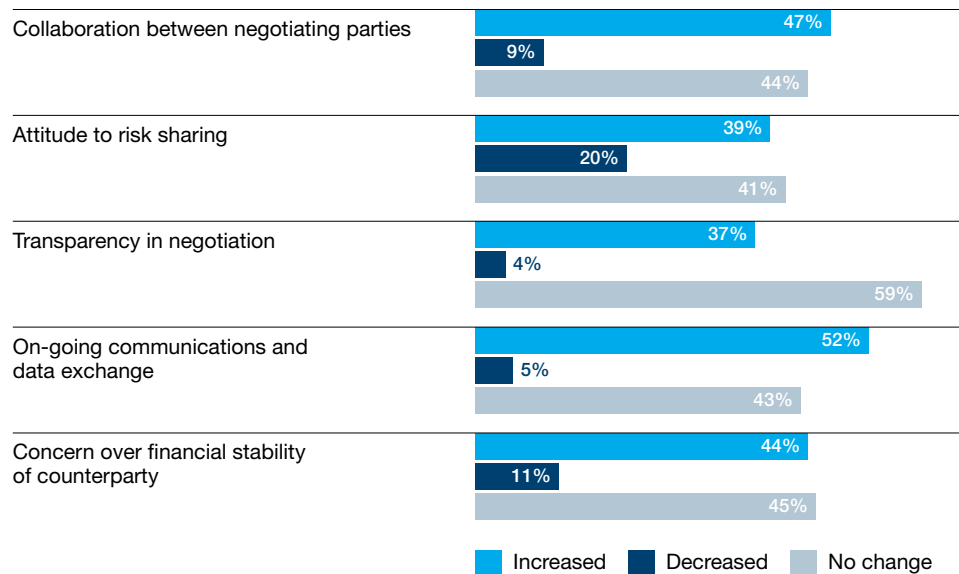 Collaboration between negotiating parties
47%
9%
44%
Attitude to risk sharing
39%
20%
41%
Transparency in negotiation
37%
4%
59%
On-going communications and
data exchange
52%
5%
43%
Concern over financial stability
of counterparty
44%
11%
45%
Increased Decreased No change